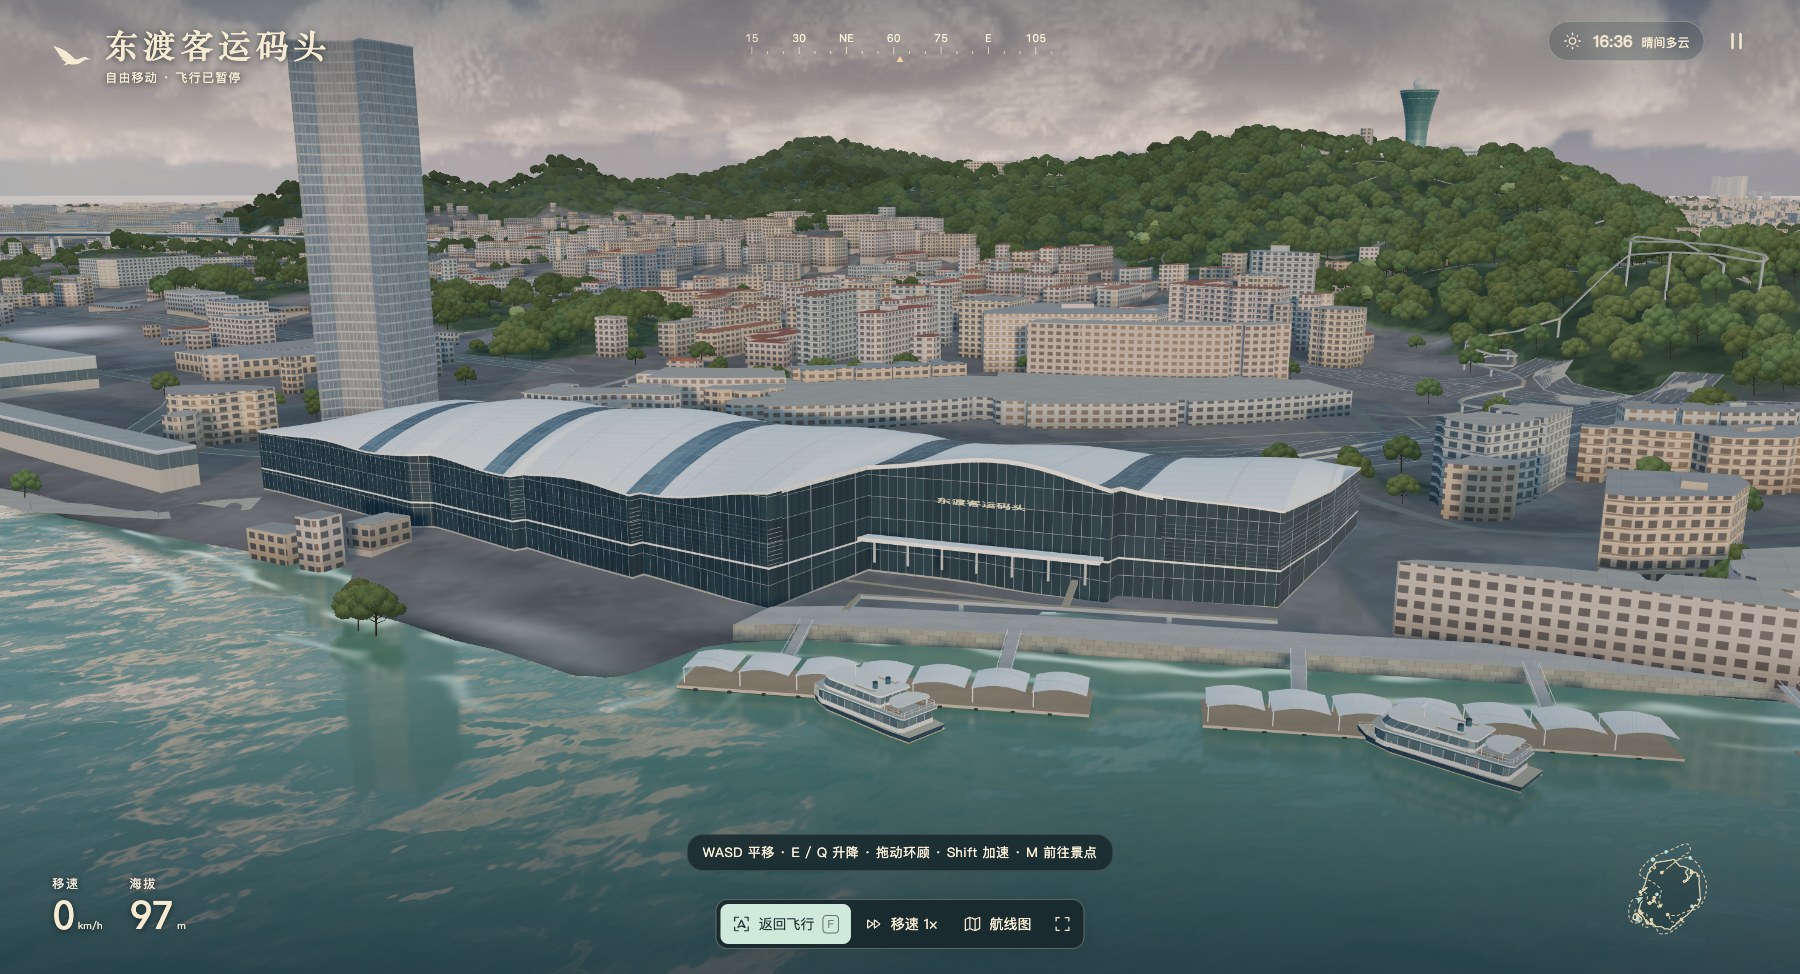 东渡客运码头
自由移动 · 飞行已暂停
15 30 NE 60 75 E 105
16:36 晴间多云
东渡客运码头
WASD 平移 · E / Q 升降 · 拖动环顾 · Shift 加速 · M 前往景点
移速 海拔
0 km/h 97 m
返回飞行 F 移速 1x 航线图